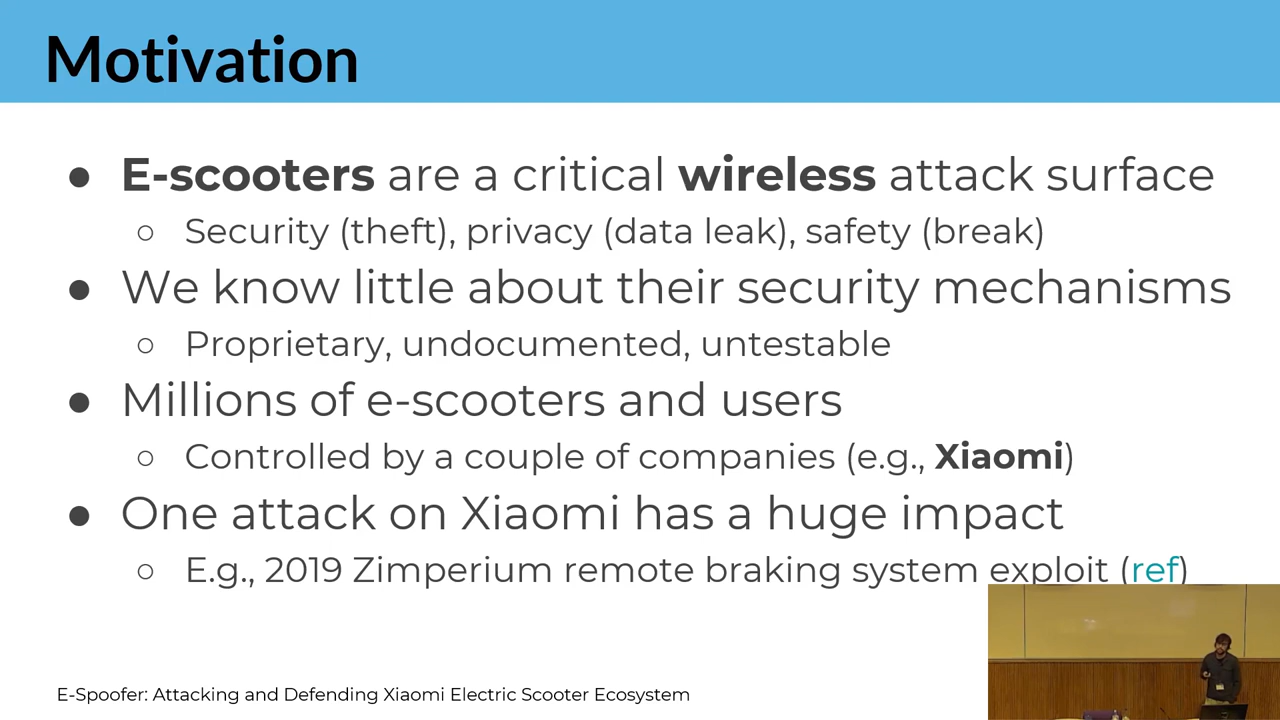 Motivation
● E-scooters are a critical wireless attack surface
○ Security (theft), privacy (data leak), safety (break)
● We know little about their security mechanisms
○ Proprietary, undocumented, untestable
● Millions of e-scooters and users
○ Controlled by a couple of companies (e.g., Xiaomi)
● One attack on Xiaomi has a huge impact
○ E.g., 2019 Zimperium remote braking system exploit (ref)
E-Spoofer: Attacking and Defending Xiaomi Electric Scooter Ecosystem